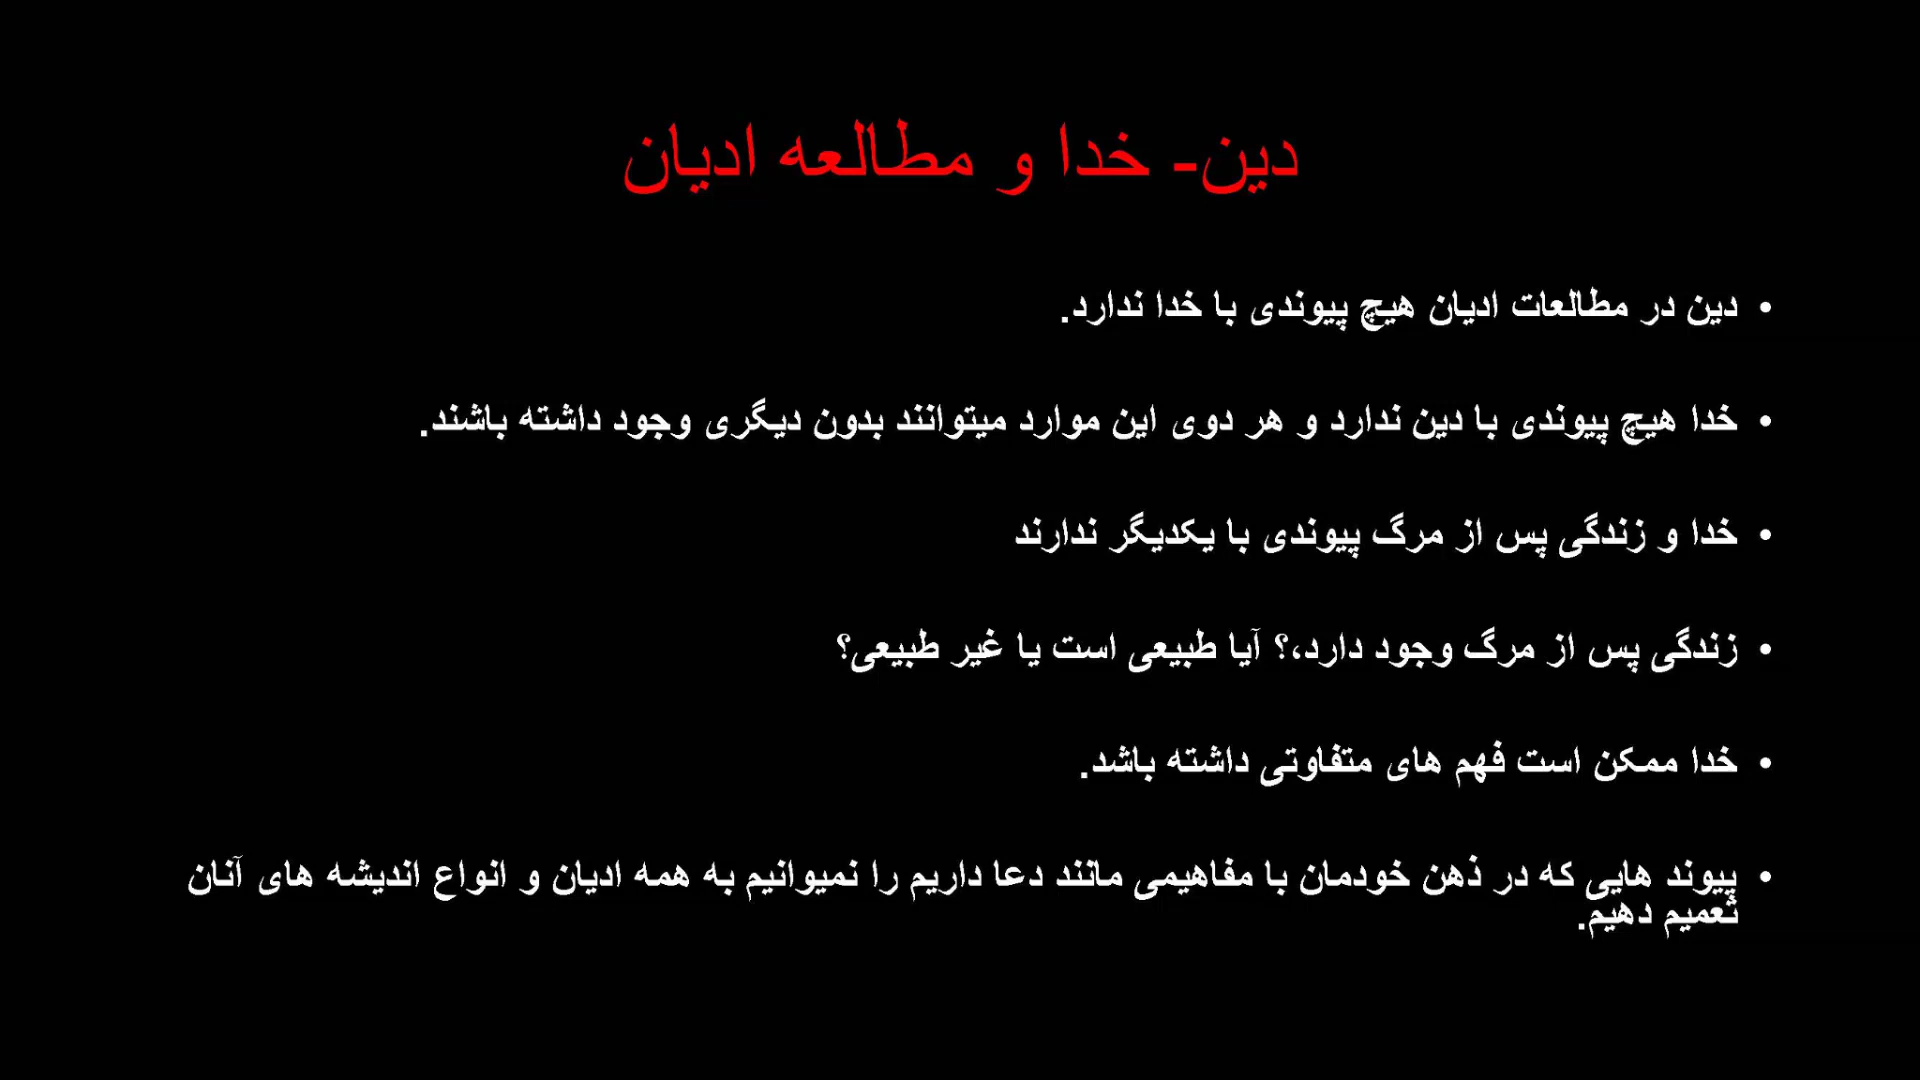 دین- خدا و مطالعه ادیان
• دین در مطالعات ادیان هیچ پیوندی با خدا ندارد.
• خدا هیچ پیوندی با دین ندارد و هر دوی این موارد میتوانند بدون دیگری وجود داشته باشند.
• خدا و زندگی پس از مرگ پیوندی با یکدیگر ندارند
• زندگی پس از مرگ وجود دارد،؟ آیا طبیعی است یا غیر طبیعی؟
• خدا ممکن است فهم های متفاوتی داشته باشد.
• پیوند هایی که در ذهن خودمان با مفاهیمی مانند دعا داریم را نمیوانیم به همه ادیان و انواع اندیشه های آنان
تعمیم دهیم.